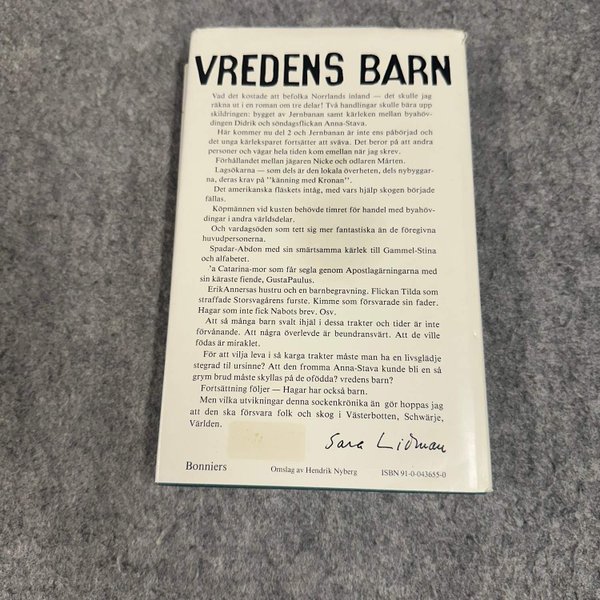 VREDENS BARN
Vad det kostade att befolka Norrlands inland — det skulle jag
räkna ut i en roman om tre delar! Två handlingar skulle bära upp
skildringen: bygget av Jernbanan samt kärleken mellan byahöv-
dingen Didrik och söndagsflickan Anna-Stava.
Här kommer nu del 2 och Jernbanan är inte ens påbörjad och
det unga kärleksparet fortsätter att sväva. Det beror på att andra
personer och vägar hela tiden kom emellan när jag skrev.
Förhållandet mellan jägaren Nicke och odlaren Mårten.
Lagsökarna — som dels är den lokala överheten, dels nybyggar-
na, deras krav på "känning med Kronan".
Det amerikanska fläskets intåg, med vars hjälp skogen började
fällas.
Köpmännen vid kusten behövde timret för handel med byahöv-
dingar i andra världsdelar.
Och vardagsöden som tett sig mer fantastiska än de föregivna
huvudpersonerna.
Spadar-Abdon med sin smärtsamma kärlek till Gammel-Stina
och alfabetet.
'a Catarina-mor som får segla genom Apostlagärningarna med
sin käraste fiende, GustaPaulus.
ErikAnnersas hustru och en barnbegravning. Flickan Tilda som
straffade Storsvagårens furste. Kimme som försvarade sin fader.
Hagar som inte fick Nabots brev. Osv.
Att så många barn svalt ihjäl i dessa trakter och tider är inte
förvånande. Att några överlevde är beundransvärt. Att de ville
födas är miraklet.
För att vilja leva i så karga trakter måste man ha en livsglädje
stegrad till ursinne? Att den fromma Anna-Stava kunde bli en så
grym brud måste skyllas på de ofödda? vredens barn?
Fortsättning följer — Hagar har också barn.
Men vilka utvikningar denna sockenkrönika än gör hoppas jag
att den ska försvara folk och skog i Västerbotten, Schwärje,
Världen.
Sara Lidman
Bonniers Omslag av Hendrik Nyberg ISBN 91-0-043655-0